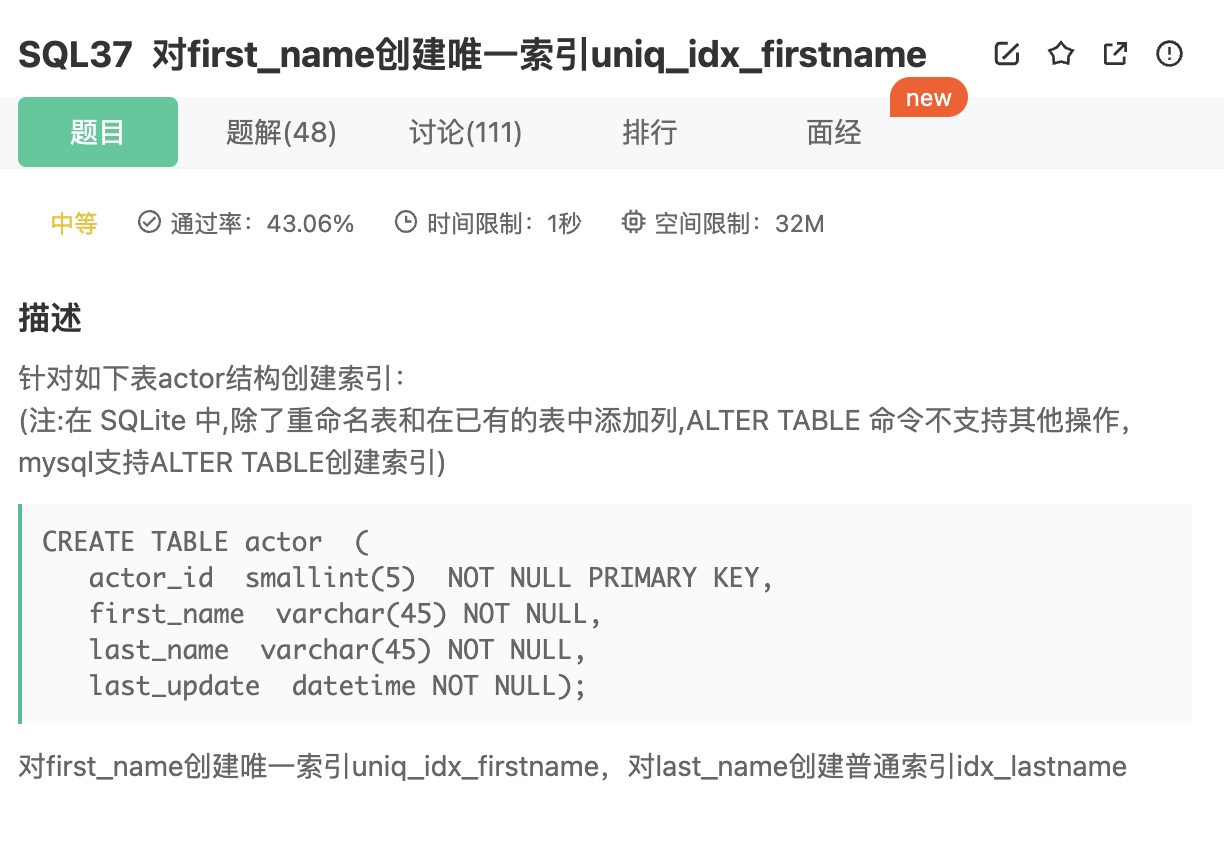 SQL37 对first_name创建唯一索引uniq_idx_firstname
new
题目 题解(48) 讨论(111) 排行 面经
中等 通过率：43.06% 时间限制：1秒 空间限制：32M
描述
针对如下表actor结构创建索引：
(注:在 SQLite 中,除了重命名表和在已有的表中添加列,ALTER TABLE 命令不支持其他操作，
mysql支持ALTER TABLE创建索引)
CREATE TABLE actor  (
   actor_id  smallint(5)  NOT NULL PRIMARY KEY,
   first_name  varchar(45) NOT NULL,
   last_name  varchar(45) NOT NULL,
   last_update  datetime NOT NULL);
对first_name创建唯一索引uniq_idx_firstname，对last_name创建普通索引idx_lastname